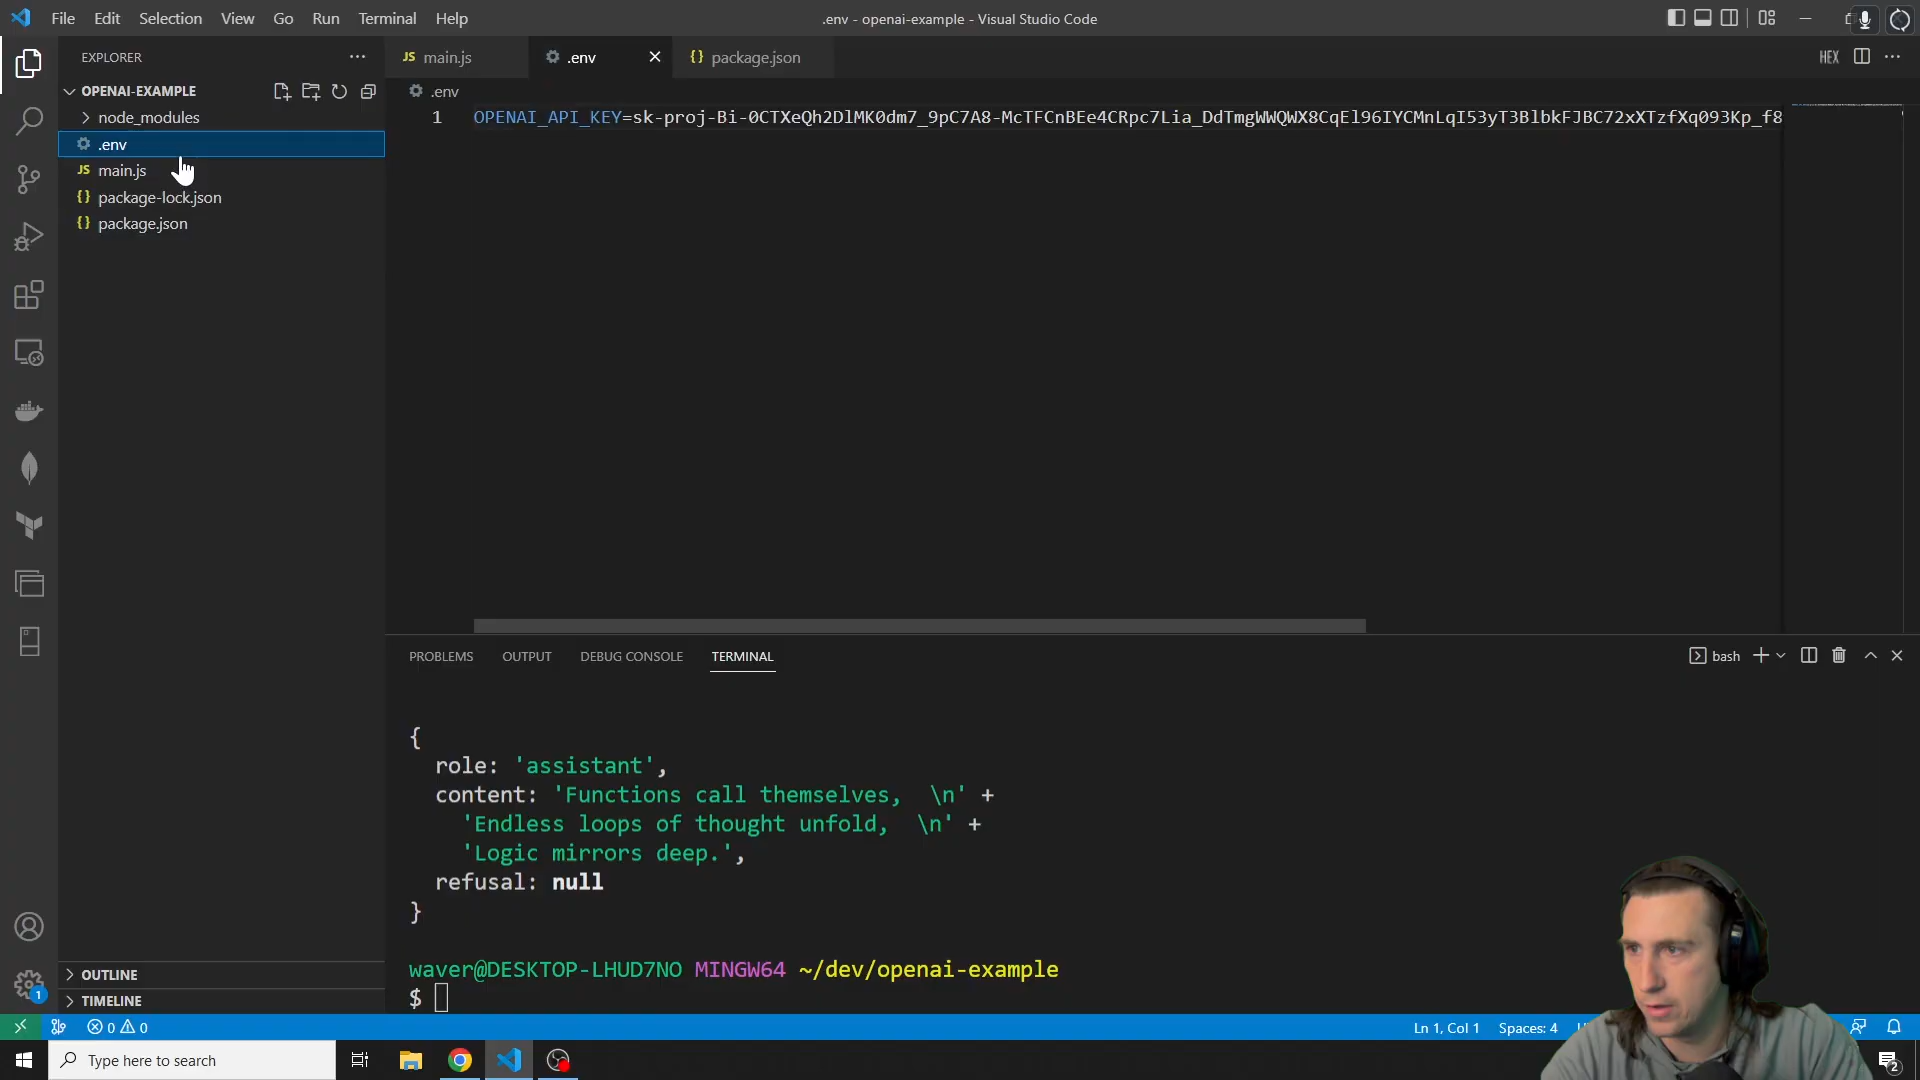 File Edit Selection View Go Run Terminal Help
.env - openai-example - Visual Studio Code
EXPLORER
OPENAI-EXAMPLE
node_modules
.env
JS main.js
{} package-lock.json
{} package.json
OUTLINE
TIMELINE
JS main.js
.env
{} package.json
HEX
.env
1 OPENAI_API_KEY=sk-proj-Bi-0CTXeQh2DlMK0dm7_9pC7A8-McTFCnBEe4CRpc7Lia_DdTmgWWQWX8CqEl96IYCMnLqI53yT3BlbkFJBC72xXTzfXq093Kp_f8
PROBLEMS OUTPUT DEBUG CONSOLE TERMINAL
bash
{
role: 'assistant',
content: 'Functions call themselves,  \n' +
'Endless loops of thought unfold,  \n' +
'Logic mirrors deep.',
refusal: null
}
waver@DESKTOP-LHUD7NO MINGW64 ~/dev/openai-example
$
1
0 0
Ln 1, Col 1 Spaces: 4
Type here to search
2